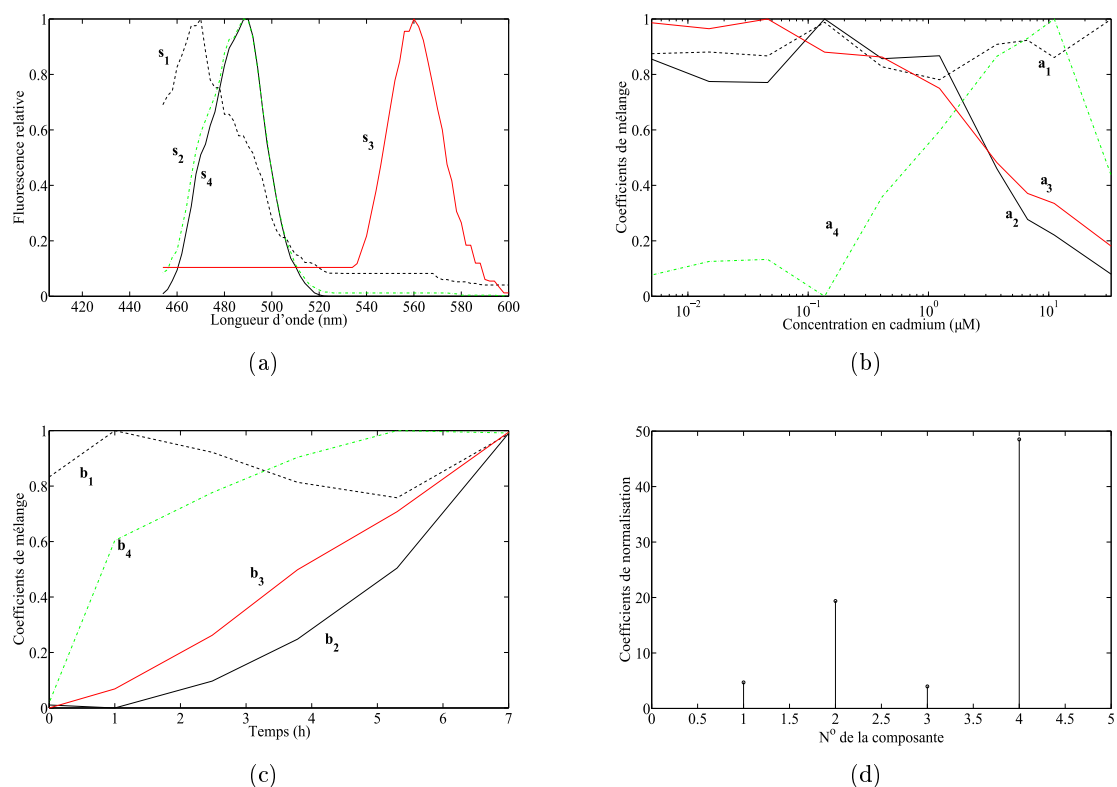 1
0.8
0.6
0.4
0.2
0
Fluorescence relative
s1
s2
s4
s3
420 440 460 480 500 520 540 560 580 600
Longueur d'onde (nm)
(a)
1
0.8
0.6
0.4
0.2
0
Coefficients de mélange
a1
a3
a2
a4
10^-2 10^-1 10^0 10^1
Concentration en cadmium (µM)
(b)
1
0.8
0.6
0.4
0.2
0
Coefficients de mélange
b1
b4
b3
b2
0 1 2 3 4 5 6 7
Temps (h)
(c)
50
40
30
20
10
0
Coefficients de normalisation
0 0.5 1 1.5 2 2.5 3 3.5 4 4.5 5
N° de la composante
(d)